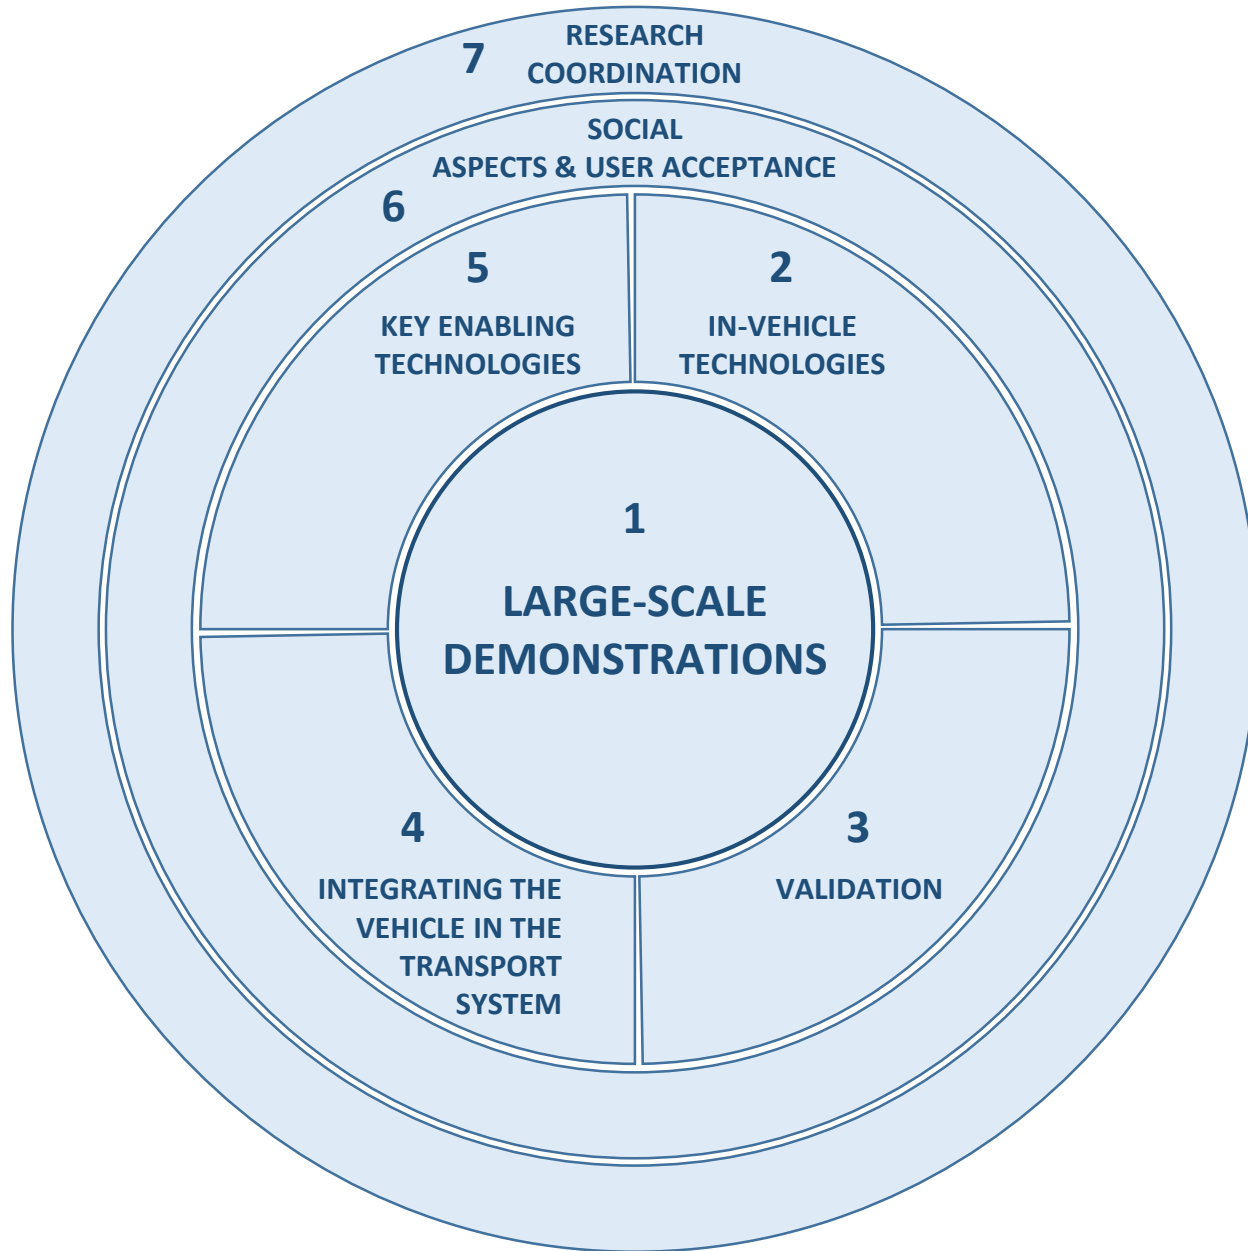 7
RESEARCH
COORDINATION
SOCIAL
ASPECTS & USER ACCEPTANCE
6
5
KEY ENABLING
TECHNOLOGIES
2
IN-VEHICLE
TECHNOLOGIES
1
LARGE-SCALE
DEMONSTRATIONS
4
INTEGRATING THE
VEHICLE IN THE
TRANSPORT
SYSTEM
3
VALIDATION